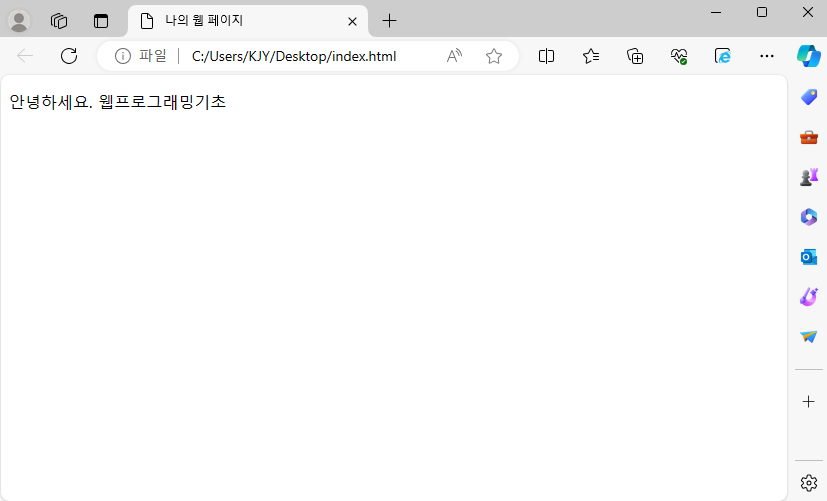 나의 웹 페이지
파일 C:/Users/KJY/Desktop/index.html
안녕하세요. 웹프로그래밍기초